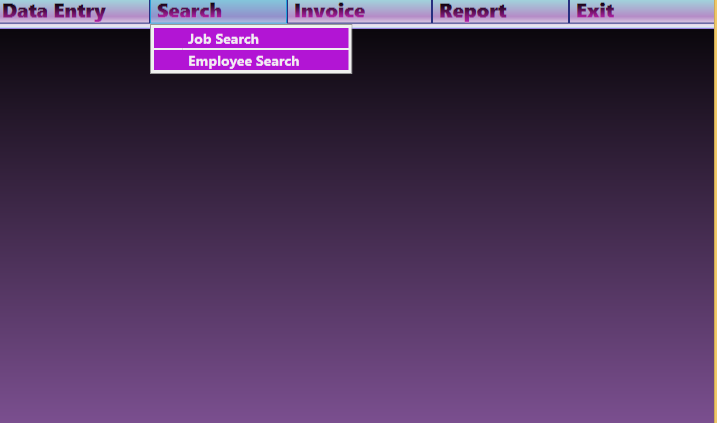 Data Entry Search Invoice Report Exit
Job Search
Employee Search